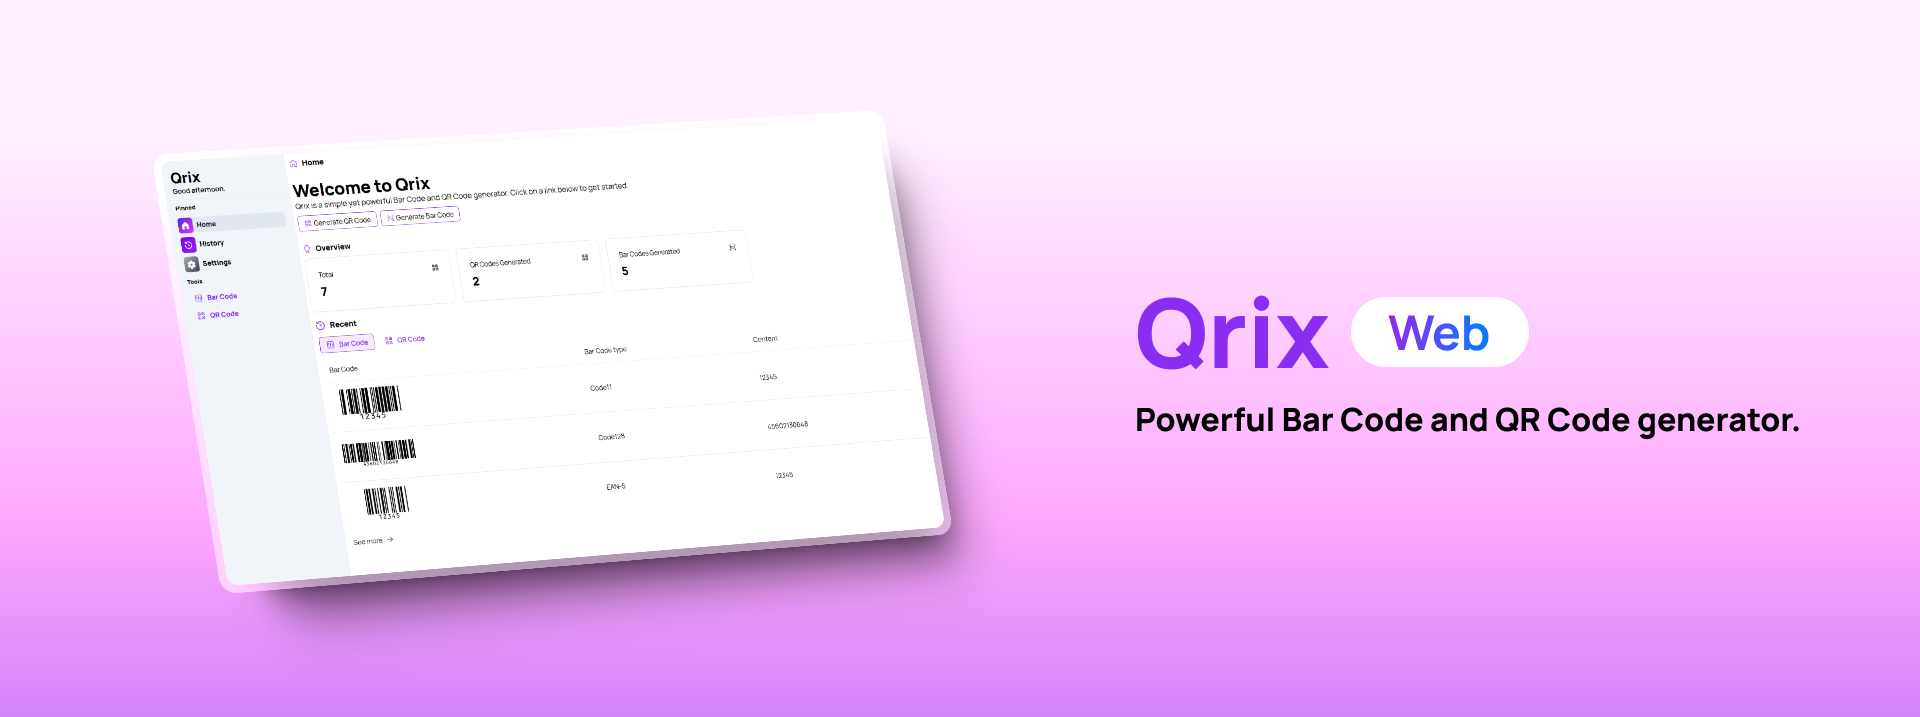 Qrix
Good afternoon.
Pinned
Home
History
Settings
Tools
Bar Code
QR Code
Home
Welcome to Qrix
Qrix is a simple yet powerful Bar Code and QR Code generator. Click on a link below to get started.
Generate QR Code Generate Bar Code
Overview
Total
7
QR Codes Generated
2
Bar Codes Generated
5
Recent
Bar Code QR Code
Bar Code Bar Code type Content
12345 Code11 12345
45602130648 Code128 45602130648
12345 EAN-5 12345
See more
Qrix Web
Powerful Bar Code and QR Code generator.